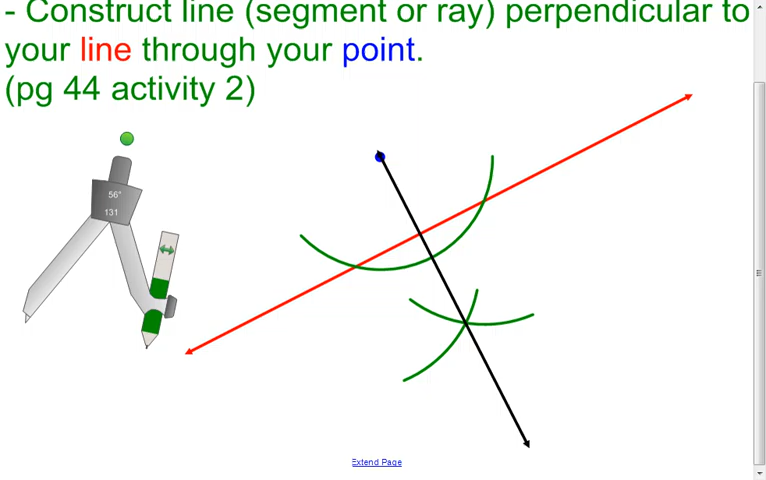 - Construct line (segment or ray) perpendicular to
your line through your point.
(pg 44 activity 2)
56°
131
Extend Page